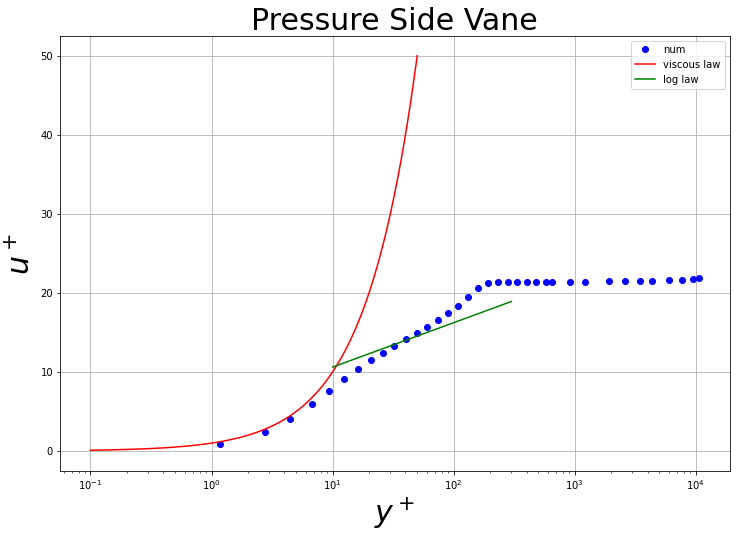 Pressure Side Vane
num
viscous law
log law
50
40
30
20
10
0
u⁺
10⁻¹ 10⁰ 10¹ 10² 10³ 10⁴
y⁺